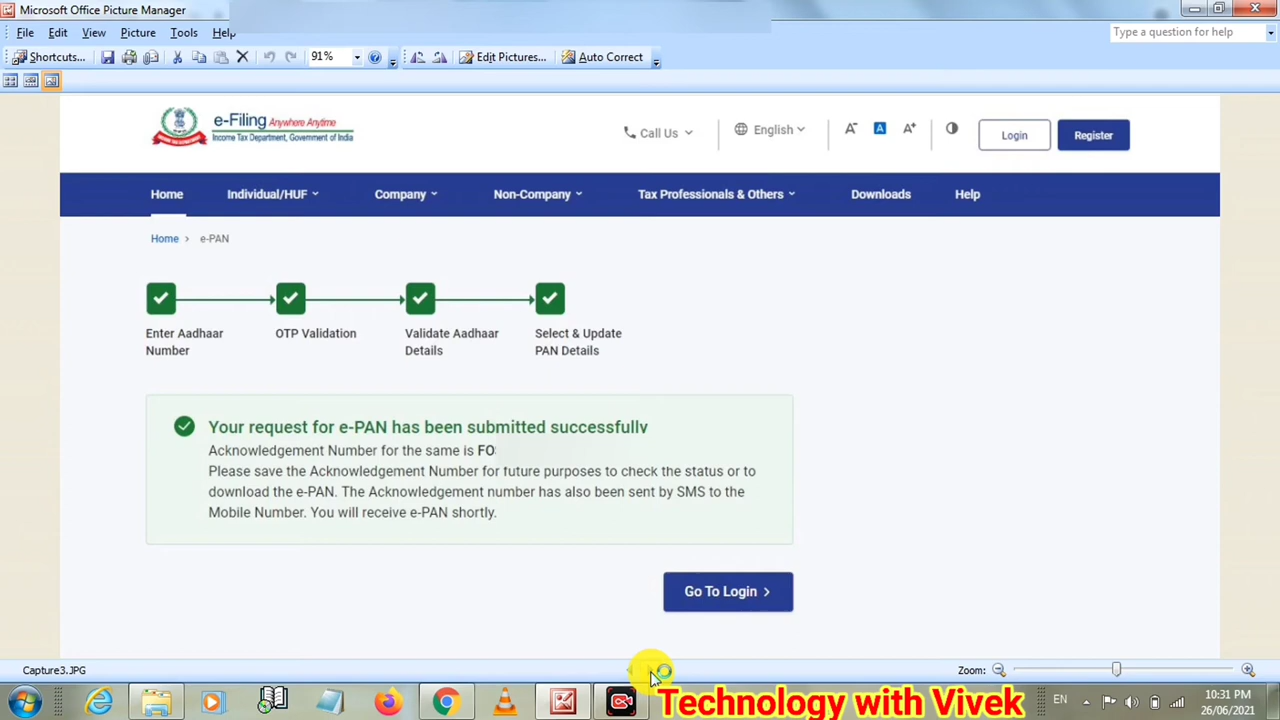 Microsoft Office Picture Manager
File Edit View Picture Tools Help
Type a question for help
Shortcuts... 91% Edit Pictures... Auto Correct
e-Filing Anywhere Anytime
Income Tax Department, Government of India
Call Us English A- A A+ Login Register
Home Individual/HUF Company Non-Company Tax Professionals & Others Downloads Help
Home > e-PAN
Enter Aadhaar Number
OTP Validation
Validate Aadhaar Details
Select & Update PAN Details
Your request for e-PAN has been submitted successfully
Acknowledgement Number for the same is FO
Please save the Acknowledgement Number for future purposes to check the status or to
download the e-PAN. The Acknowledgement number has also been sent by SMS to the
Mobile Number. You will receive e-PAN shortly.
Go To Login >
Capture3.JPG Zoom:
Technology with Vivek
EN 10:31 PM
26/06/2021